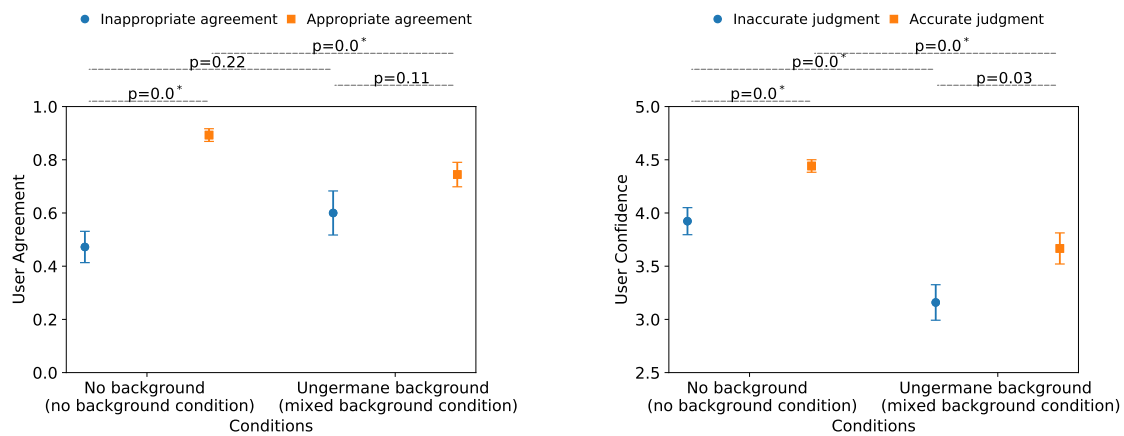 Inappropriate agreement Appropriate agreement
p=0.0*
p=0.22
p=0.11
p=0.0*
1.0
0.8
0.6
0.4
0.2
0.0
User Agreement
No background
(no background condition)
Ungermane background
(mixed background condition)
Conditions
Inaccurate judgment Accurate judgment
p=0.0*
p=0.0*
p=0.03
p=0.0*
5.0
4.5
4.0
3.5
3.0
2.5
User Confidence
No background
(no background condition)
Ungermane background
(mixed background condition)
Conditions